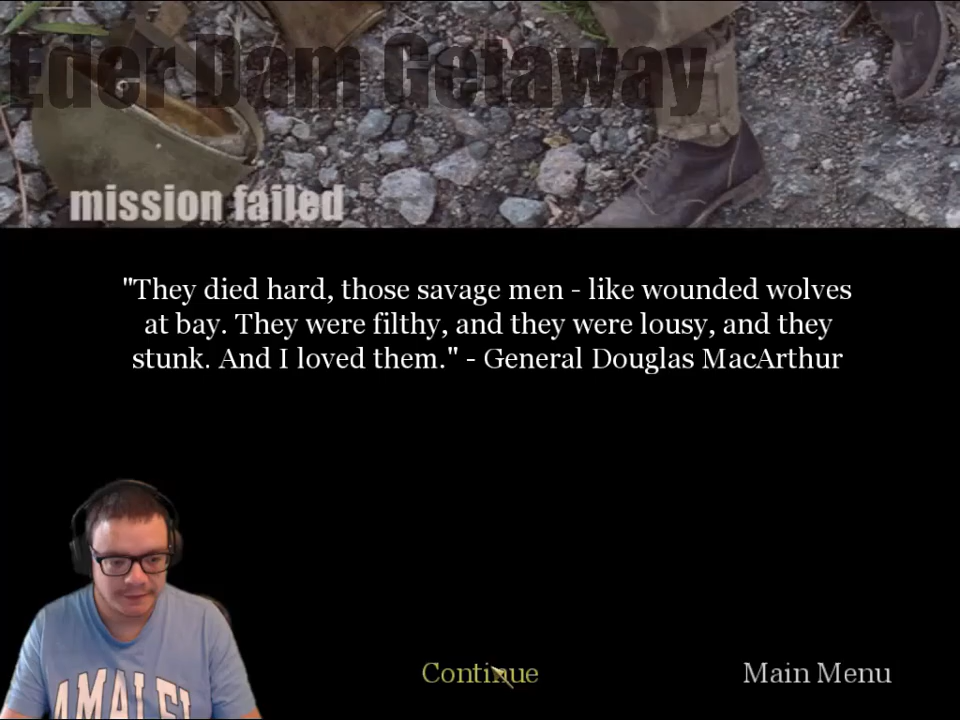 Eder Dam Getaway
mission failed
"They died hard, those savage men - like wounded wolves
at bay. They were filthy, and they were lousy, and they
stunk. And I loved them." - General Douglas MacArthur
Continue
Main Menu